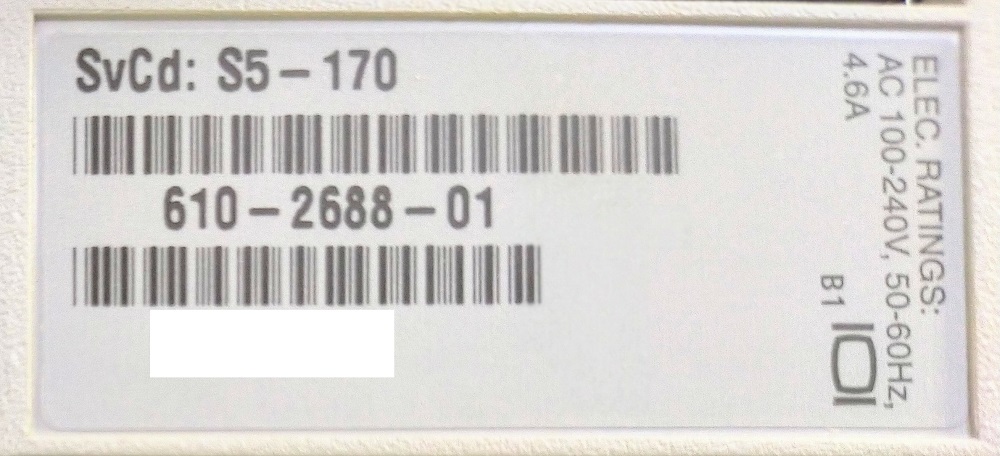 SvCd: S5-170
610-2688-01
ELEC. RATINGS:
AC 100-240V, 50-60Hz,
4.6A
B1